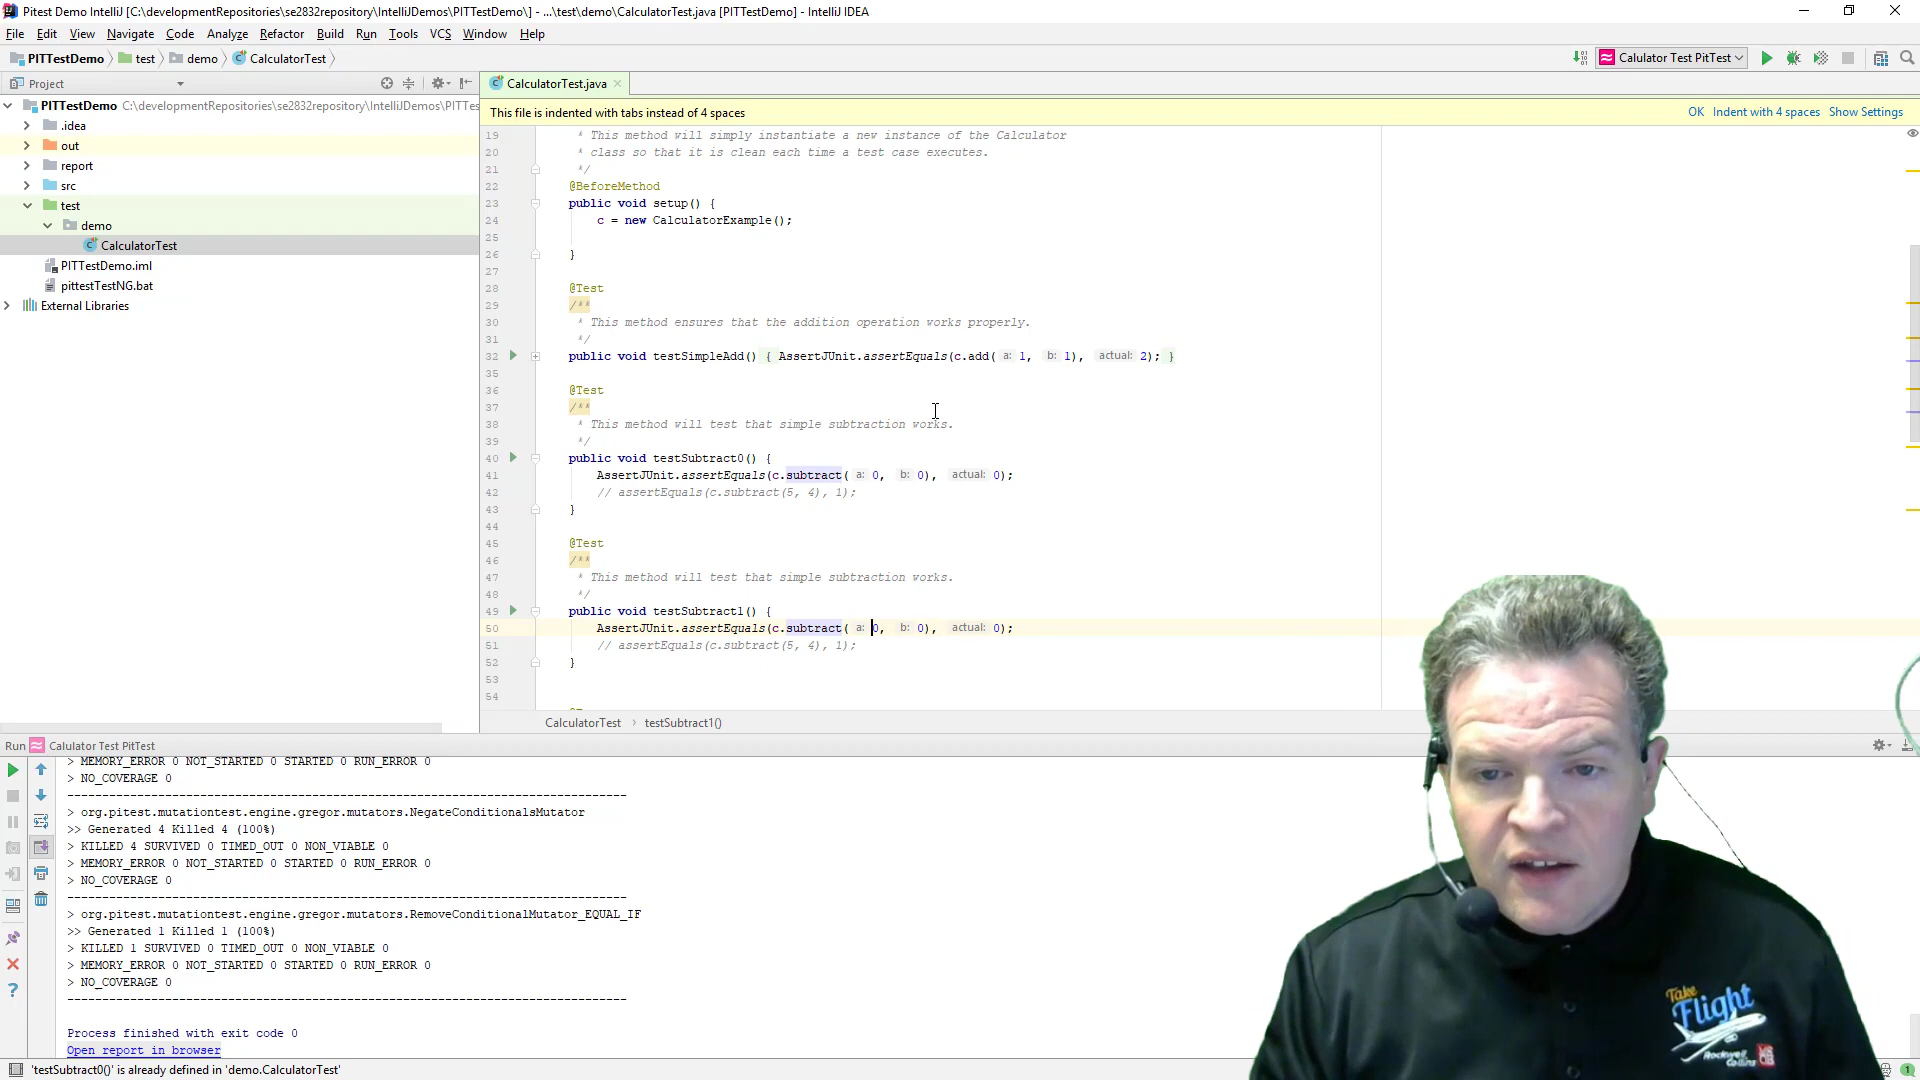 Pitest Demo IntelliJ [C:\developmentRepositories\se2832repository\IntelliJDemos\PITTestDemo\] - ...\test\demo\CalculatorTest.java [PITTestDemo] - IntelliJ IDEA
File Edit View Navigate Code Analyze Refactor Build Run Tools VCS Window Help
PITTestDemo test demo CalculatorTest
Calulator Test PitTest
Project
CalculatorTest.java
PITTestDemo C:\developmentRepositories\se2832repository\IntelliJDemos\PITTes
This file is indented with tabs instead of 4 spaces
OK Indent with 4 spaces Show Settings
.idea
out
report
src
test
demo
CalculatorTest
PITTestDemo.iml
pittestTestNG.bat
External Libraries
19 * This method will simply instantiate a new instance of the Calculator
20 * class so that it is clean each time a test case executes.
21 */
22 @BeforeMethod
23 public void setup() {
24 c = new CalculatorExample();
25
26 }
27
28 @Test
29 /**
30 * This method ensures that the addition operation works properly.
31 */
32 public void testSimpleAdd() { AssertJUnit.assertEquals(c.add( a: 1, b: 1), actual: 2); }
35
36 @Test
37 /**
38 * This method will test that simple subtraction works.
39 */
40 public void testSubtract0() {
41 AssertJUnit.assertEquals(c.subtract( a: 0, b: 0), actual: 0);
42 // assertEquals(c.subtract(5, 4), 1);
43 }
44
45 @Test
46 /**
47 * This method will test that simple subtraction works.
48 */
49 public void testSubtract1() {
50 AssertJUnit.assertEquals(c.subtract( a: 0, b: 0), actual: 0);
51 // assertEquals(c.subtract(5, 4), 1);
52 }
53
54
CalculatorTest testSubtract1()
Run Calulator Test PitTest
> MEMORY_ERROR 0 NOT_STARTED 0 STARTED 0 RUN_ERROR 0
> NO_COVERAGE 0
--------------------------------------------------------------------------------
> org.pitest.mutationtest.engine.gregor.mutators.NegateConditionalsMutator
>> Generated 4 Killed 4 (100%)
> KILLED 4 SURVIVED 0 TIMED_OUT 0 NON_VIABLE 0
> MEMORY_ERROR 0 NOT_STARTED 0 STARTED 0 RUN_ERROR 0
> NO_COVERAGE 0
--------------------------------------------------------------------------------
> org.pitest.mutationtest.engine.gregor.mutators.RemoveConditionalMutator_EQUAL_IF
>> Generated 1 Killed 1 (100%)
> KILLED 1 SURVIVED 0 TIMED_OUT 0 NON_VIABLE 0
> MEMORY_ERROR 0 NOT_STARTED 0 STARTED 0 RUN_ERROR 0
> NO_COVERAGE 0
--------------------------------------------------------------------------------
Process finished with exit code 0
Open report in browser
'testSubtract0()' is already defined in 'demo.CalculatorTest'
1
Take
Flight
Rockwell
Collins